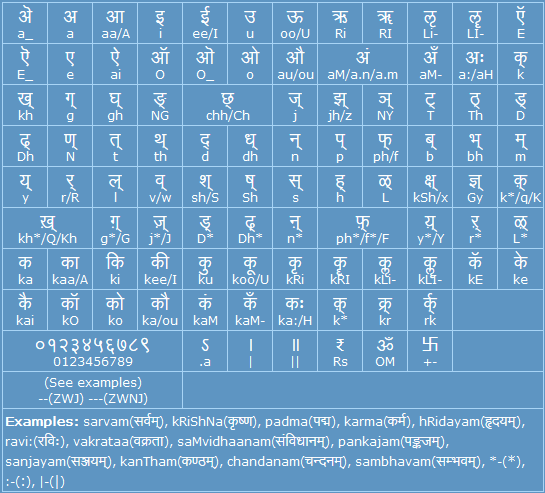 ऒ अ आ इ ई उ ऊ ऋ ॠ ऌ ॡ ऍ
a_ a aa/A i ee/I u oo/U Ri RI Li- LI- E
ऎ ए ऐ ऑ ऒ ओ औ अं अँ अः क्
E_ e ai O O_ o au/ou aM/a.n/a.m aM- a:/aH k
ख् ग् घ् ङ् छ् ज् झ् ञ् ट् ठ् ड्
kh g gh NG chh/Ch j jh/z NY T Th D
ढ् ण् त् थ् द् ध् न् प् फ् ब् भ् म्
Dh N t th d dh n p ph/f b bh m
य् र् ल् व् श् ष् स् ह् ळ् क्ष् ज्ञ् क़्
y r/R l v/w sh/S Sh s h L kSh/x Gy k*/q/K
ख़् ग़् ज़् ड़् ढ़् ऩ् फ़् य़् ऱ् ऴ्
kh*/Q/Kh g*/G j*/J D* Dh* n* ph*/f*/F y*/Y r* L*
क का कि की कु कू कृ कॄ कॢ कॣ कॅ के
ka kaa/A ki kee/I ku koo/U kRi kRI kLi- kLI- kE ke
कै कॉ को कौ कं कँ कः क़् क्र् र्क्
kai kO ko ka/ou kaM kaM- ka:/H k* kr rk
०१२३४५६७८९ ऽ । ॥ ₹ ॐ 卐
0123456789 .a | || Rs OM +-
(See examples)
--(ZWJ) ---(ZWNJ)
Examples: sarvam(सर्वम्), kRiShNa(कृष्ण), padma(पद्म), karma(कर्म), hRidayam(हृदयम्),
ravi:(रविः), vakrataa(वक्रता), saMvidhaanam(संविधानम्), pankajam(पङ्कजम्),
sanjayam(सञ्जयम्), kanTham(कण्ठम्), chandanam(चन्दनम्), sambhavam(सम्भवम्), *-(*),
:-(:), |-(|)